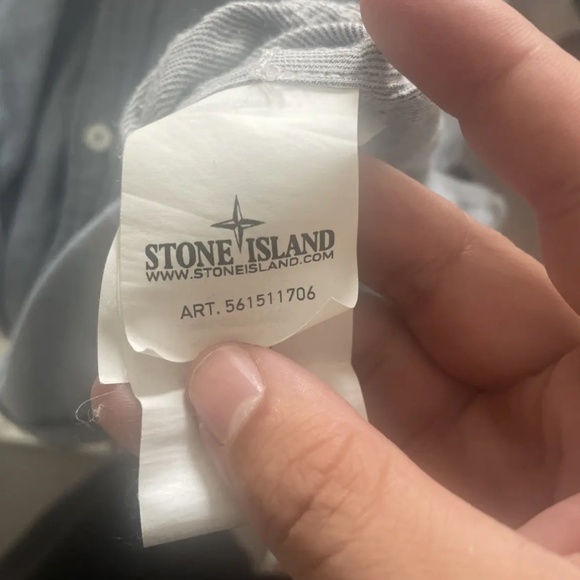 STONE ISLAND
WWW.STONEISLAND.COM
ART. 561511706